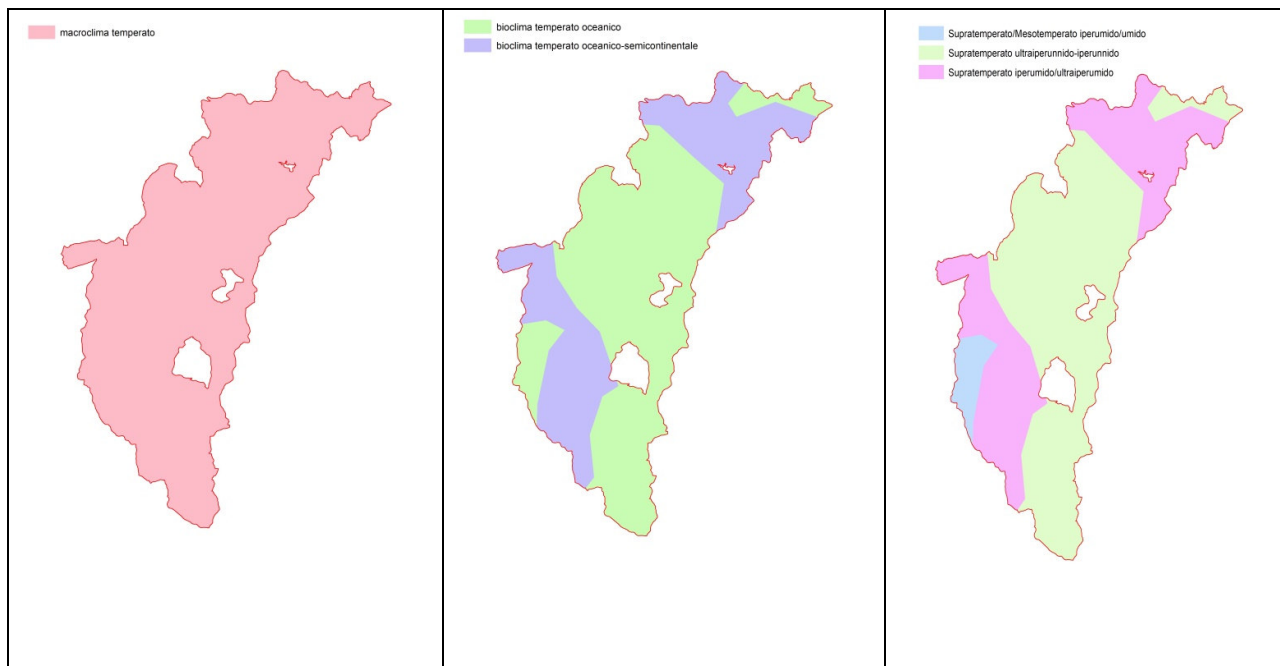 macroclima temperato
bioclima temperato oceanico
bioclima temperato oceanico-semicontinentale
Supratemperato/Mesotemperato iperumido/umido
Supratemperato ultraiperunnido-iperunnido
Supratemperato iperumido/ultraiperumido